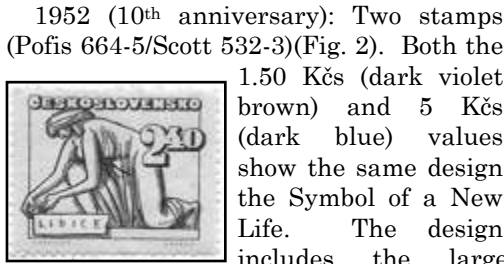 1952 (10th anniversary): Two stamps
(Pofis 664-5/Scott 532-3)(Fig. 2). Both the
1.50 Kčs (dark violet
brown) and 5 Kčs
(dark blue) values
show the same design
the Symbol of a New
Life. The design
includes the large
ČESKOSLOVENSKO
2.40
LIDICE